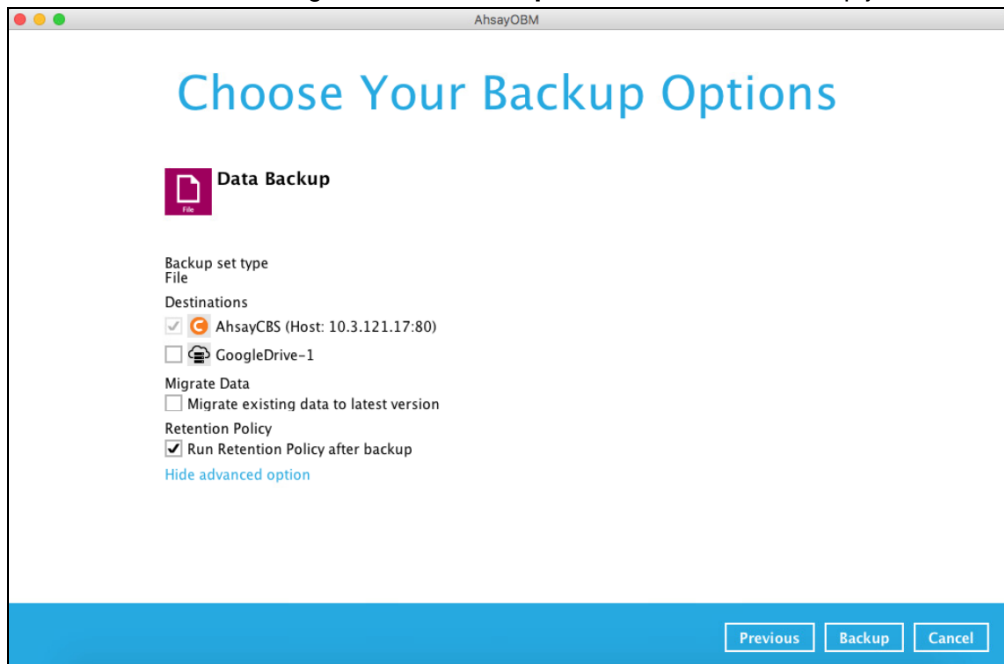 AhsayOBM
Choose Your Backup Options
Data Backup
File
Backup set type
File
Destinations
AhsayCBS (Host: 10.3.121.17:80)
GoogleDrive-1
Migrate Data
Migrate existing data to latest version
Retention Policy
Run Retention Policy after backup
Hide advanced option
Previous Backup Cancel